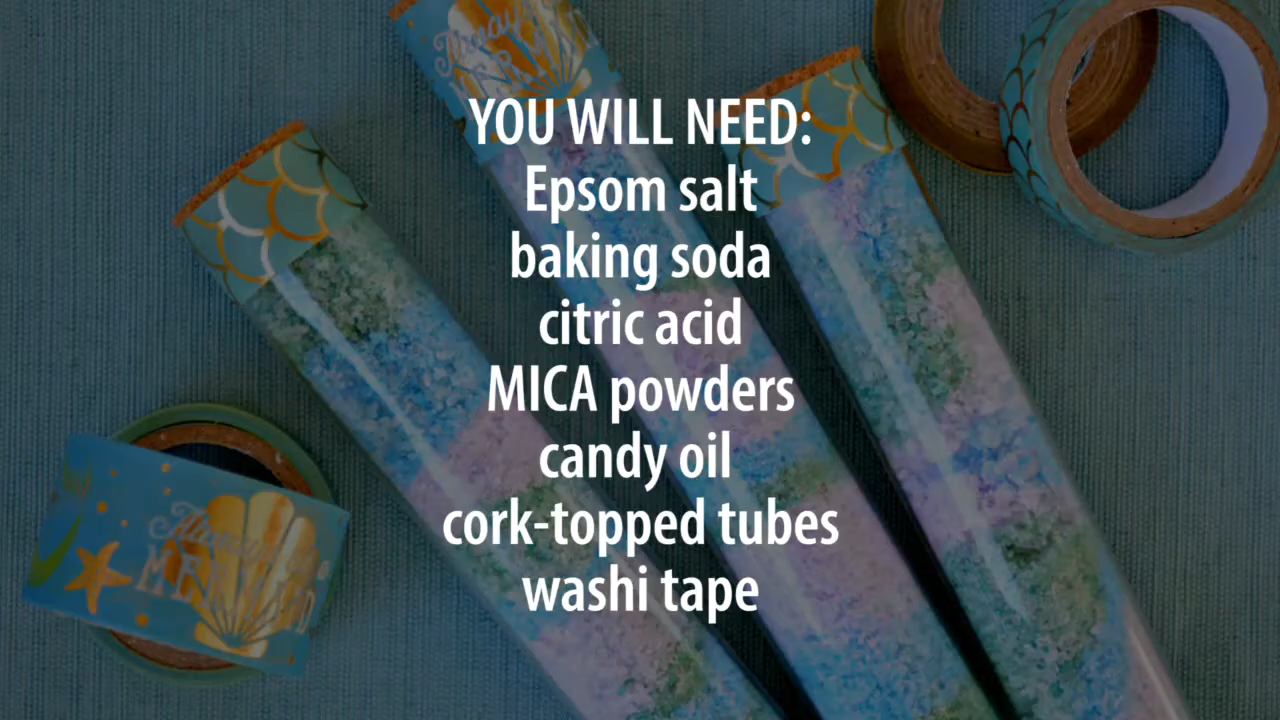 YOU WILL NEED:
Epsom salt
baking soda
citric acid
MICA powders
candy oil
cork-topped tubes
washi tape